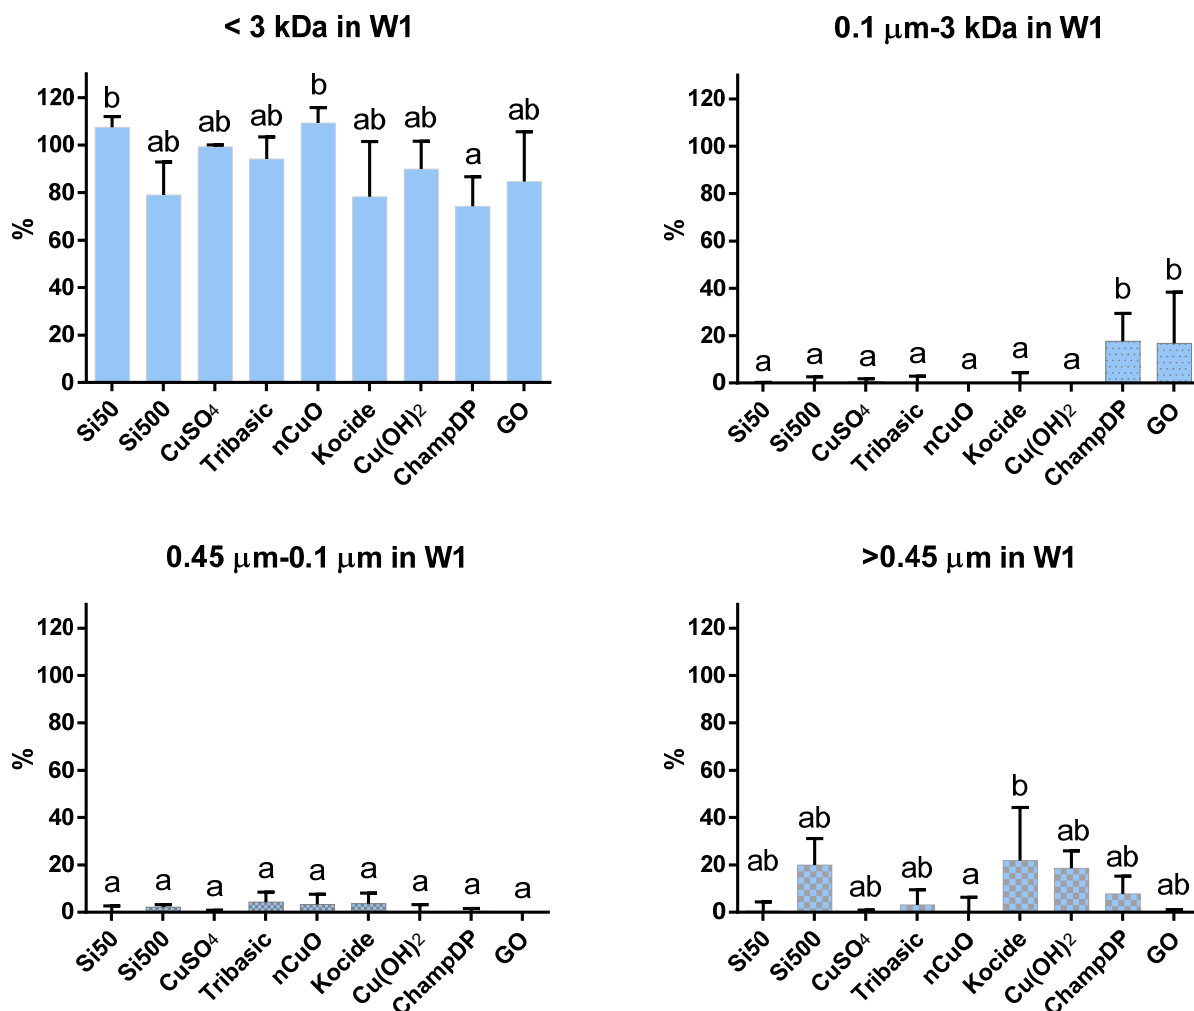 < 3 kDa in W1
%
120
100
80
60
40
20
0
b
ab
ab
ab
b
ab
ab
a
ab
Si50
Si500
CuSO4
Tribasic
nCuO
Kocide
Cu(OH)2
ChampDP
GO
0.1 μm-3 kDa in W1
%
120
100
80
60
40
20
0
a
a
a
a
a
a
a
b
b
Si50
Si500
CuSO4
Tribasic
nCuO
Kocide
Cu(OH)2
ChampDP
GO
0.45 μm-0.1 μm in W1
%
120
100
80
60
40
20
0
a
a
a
a
a
a
a
a
a
Si50
Si500
CuSO4
Tribasic
nCuO
Kocide
Cu(OH)2
ChampDP
GO
>0.45 μm in W1
%
120
100
80
60
40
20
0
ab
ab
ab
ab
a
b
ab
ab
ab
Si50
Si500
CuSO4
Tribasic
nCuO
Kocide
Cu(OH)2
ChampDP
GO